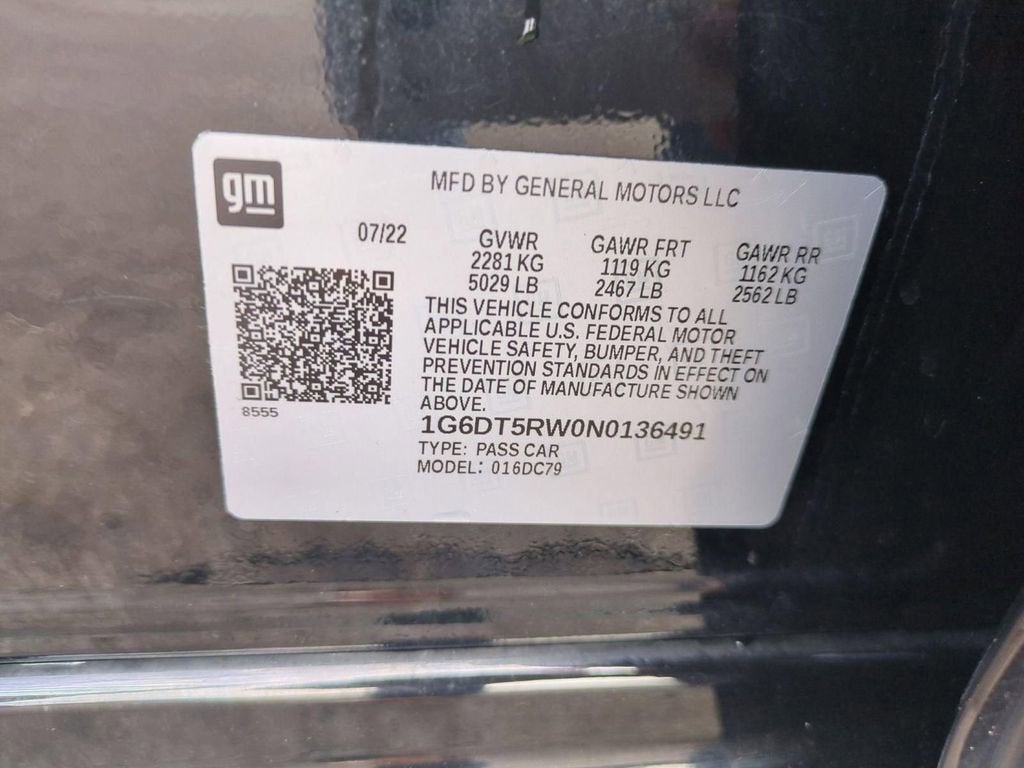 gm
MFD BY GENERAL MOTORS LLC
07/22
GVWR
2281 KG
5029 LB
GAWR FRT
1119 KG
2467 LB
GAWR RR
1162 KG
2562 LB
THIS VEHICLE CONFORMS TO ALL
APPLICABLE U.S. FEDERAL MOTOR
VEHICLE SAFETY, BUMPER, AND THEFT
PREVENTION STANDARDS IN EFFECT ON
THE DATE OF MANUFACTURE SHOWN
ABOVE.
8555
1G6DT5RW0N0136491
TYPE: PASS CAR
MODEL: 016DC79